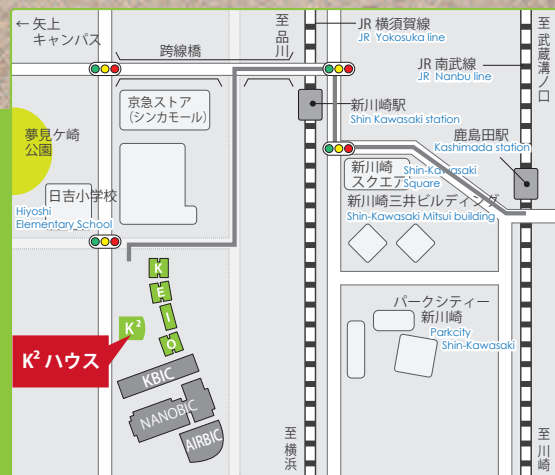 ← 矢上
キャンパス
跨線橋
至品川
JR 横須賀線
JR Yokosuka line
JR 南武線
JR Nanbu line
至武蔵溝ノ口
京急ストア
（シンカモール）
新川崎駅
Shin Kawasaki station
鹿島田駅
Kashimada station
夢見ケ崎
公園
新川崎
スクエア
Shin-Kawasaki
Square
日吉小学校
Hiyoshi
Elementary School
新川崎三井ビルディング
Shin-Kawasaki Mitsui building
K
E
I
O
K²
K² ハウス
KBIC
NANOBIC
AIRBIC
パークシティー
新川崎
Parkcity
Shin-Kawasaki
至横浜
至川崎